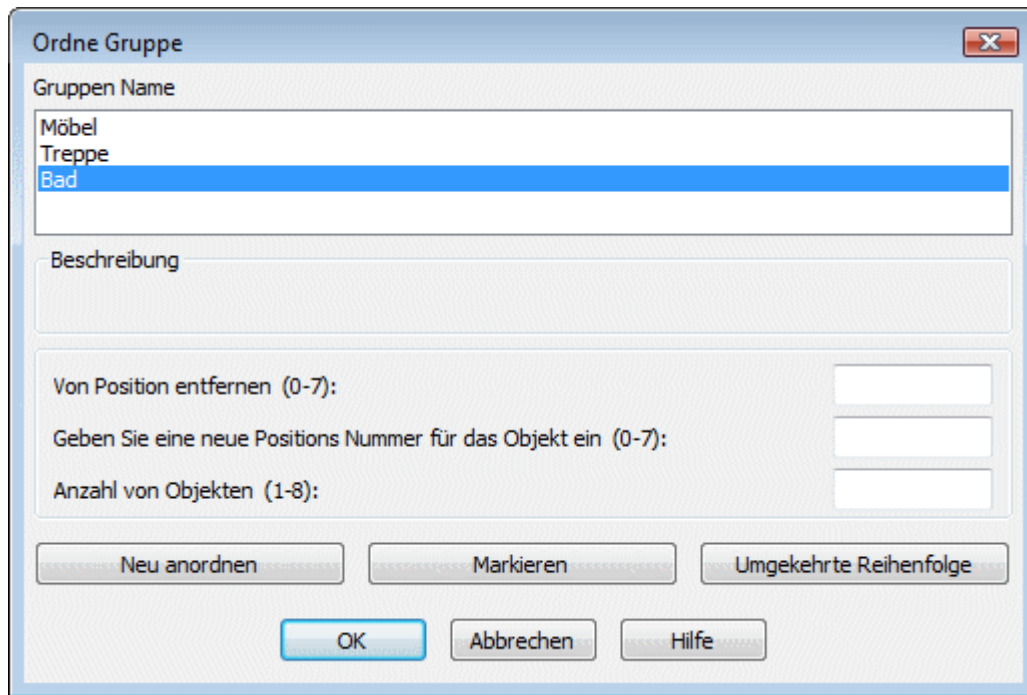 Ordne Gruppe
Gruppen Name
Möbel
Treppe
Bad
Beschreibung
Von Position entfernen (0-7):
Geben Sie eine neue Positions Nummer für das Objekt ein (0-7):
Anzahl von Objekten (1-8):
Neu anordnen Markieren Umgekehrte Reihenfolge
OK Abbrechen Hilfe